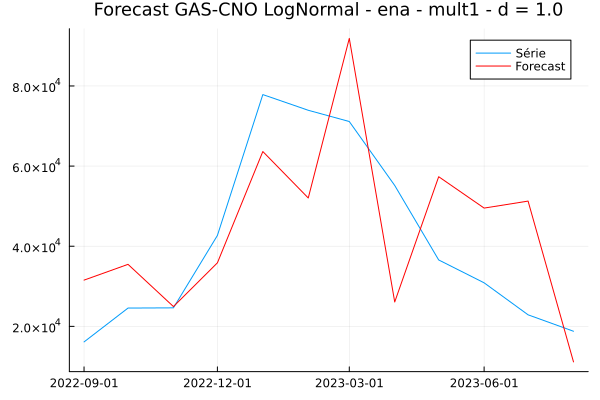 Forecast GAS-CNO LogNormal - ena - mult1 - d = 1.0
Série
Forecast
8.0×10⁴
6.0×10⁴
4.0×10⁴
2.0×10⁴
2022-09-01 2022-12-01 2023-03-01 2023-06-01